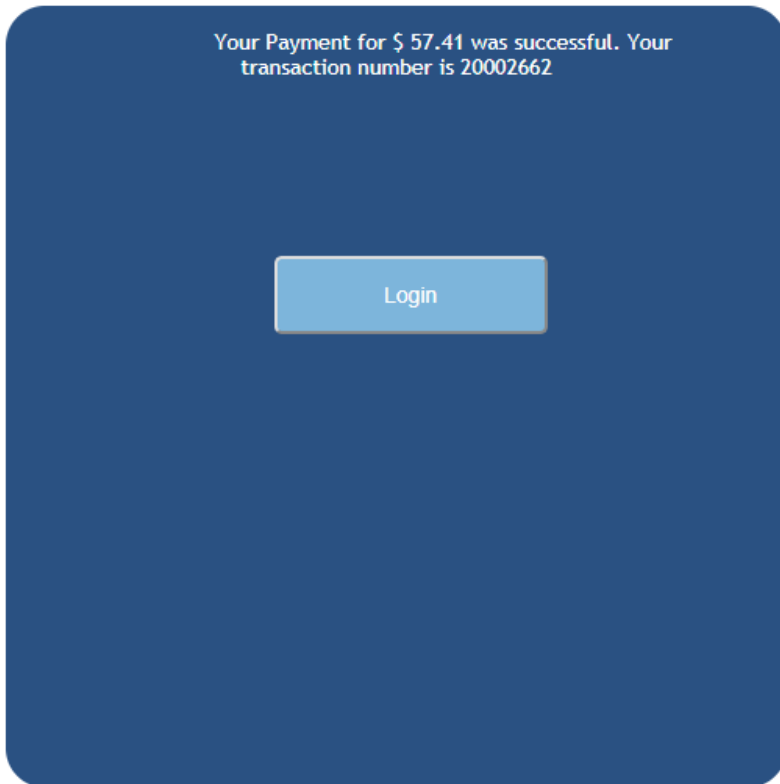 Your Payment for $ 57.41 was successful. Your
transaction number is 20002662
Login